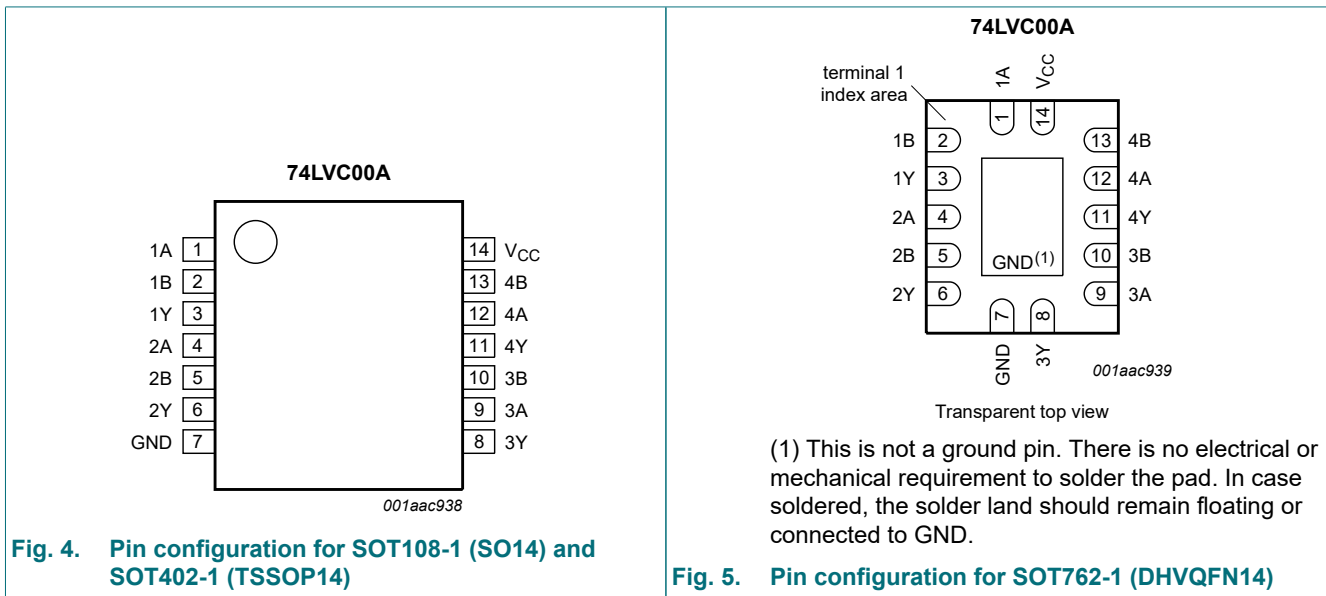 74LVC00A
1A 1
1B 2
1Y 3
2A 4
2B 5
2Y 6
GND 7
14 VCC
13 4B
12 4A
11 4Y
10 3B
9 3A
8 3Y
001aac938
Fig. 4. Pin configuration for SOT108-1 (SO14) and
SOT402-1 (TSSOP14)
74LVC00A
terminal 1
index area
1A
VCC
1
14
1B 2
1Y 3
2A 4
2B 5
2Y 6
13 4B
12 4A
11 4Y
10 3B
9 3A
GND(1)
7
8
GND
3Y
001aac939
Transparent top view
(1) This is not a ground pin. There is no electrical or
mechanical requirement to solder the pad. In case
soldered, the solder land should remain floating or
connected to GND.
Fig. 5. Pin configuration for SOT762-1 (DHVQFN14)